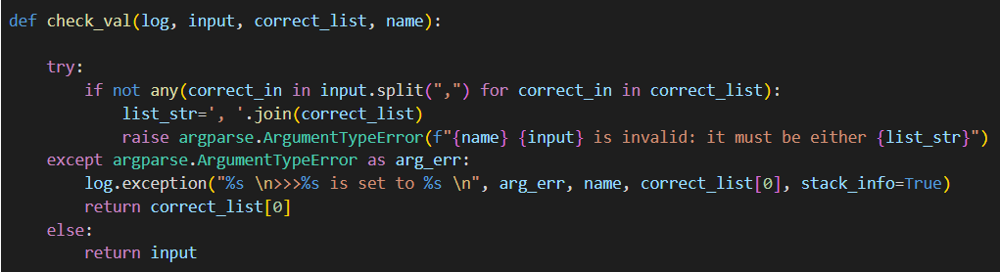 def check_val(log, input, correct_list, name):
try:
if not any(correct_in in input.split(",") for correct_in in correct_list):
list_str=', '.join(correct_list)
raise argparse.ArgumentTypeError(f"{name} {input} is invalid: it must be either {list_str}")
except argparse.ArgumentTypeError as arg_err:
log.exception("%s \n>>>%s is set to %s \n", arg_err, name, correct_list[0], stack_info=True)
return correct_list[0]
else:
return input